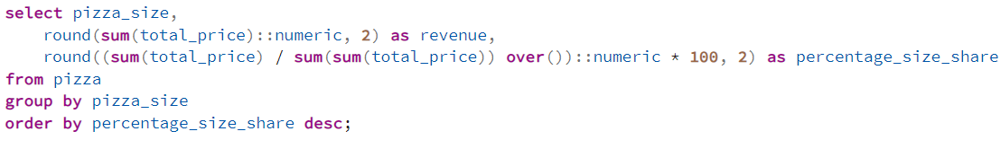 select pizza_size,
    round(sum(total_price)::numeric, 2) as revenue,
    round((sum(total_price) / sum(sum(total_price)) over())::numeric * 100, 2) as percentage_size_share
from pizza
group by pizza_size
order by percentage_size_share desc;